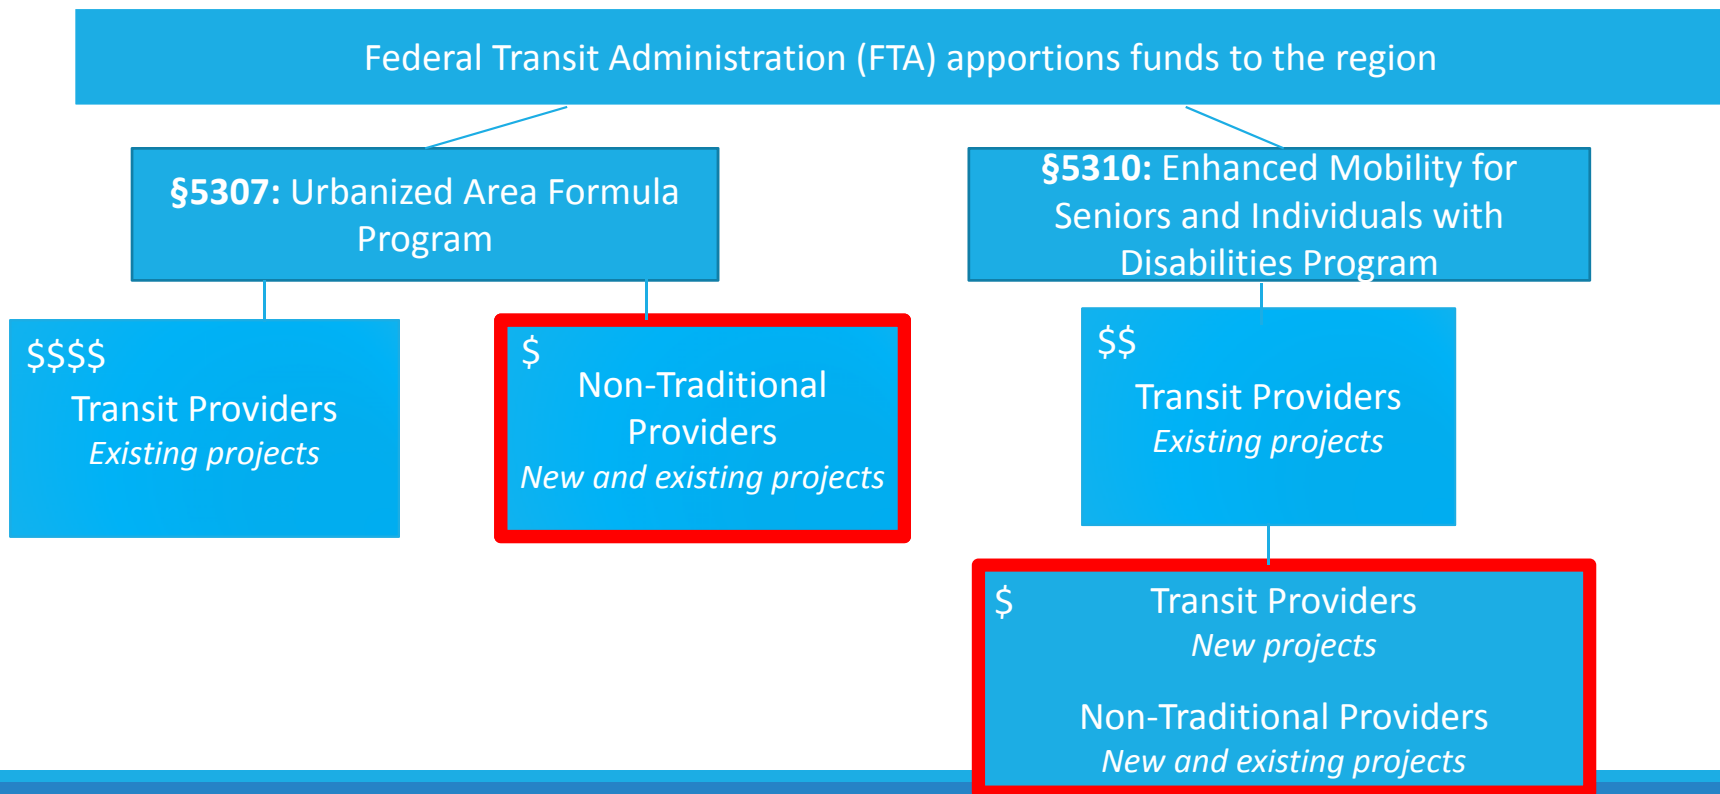 Federal Transit Administration (FTA) apportions funds to the region
§5307: Urbanized Area Formula
Program
§5310: Enhanced Mobility for
Seniors and Individuals with
Disabilities Program
$$$$
Transit Providers
Existing projects
$
Non-Traditional
Providers
New and existing projects
$$
Transit Providers
Existing projects
$
Transit Providers
New projects
Non-Traditional Providers
New and existing projects